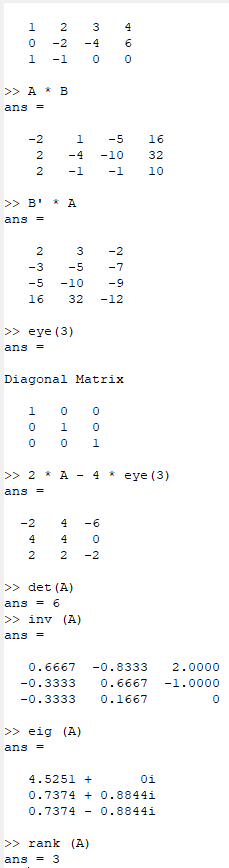 1 2 3 4
0 -2 -4 6
1 -1 0 0
>> A * B
ans =
-2 1 -5 16
2 -4 -10 32
2 -1 -1 10
>> B' * A
ans =
2 3 -2
-3 -5 -7
-5 -10 -9
16 32 -12
>> eye(3)
ans =
Diagonal Matrix
1 0 0
0 1 0
0 0 1
>> 2 * A - 4 * eye(3)
ans =
-2 4 -6
4 4 0
2 2 -2
>> det(A)
ans = 6
>> inv (A)
ans =
0.6667 -0.8333 2.0000
-0.3333 0.6667 -1.0000
-0.3333 0.1667 0
>> eig (A)
ans =
4.5251 + 0i
0.7374 + 0.8844i
0.7374 - 0.8844i
>> rank (A)
ans = 3